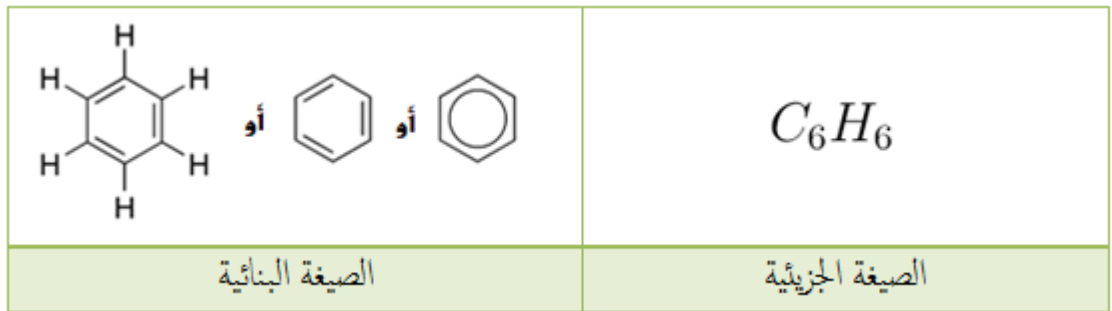 C₆H₆
H
H H
أو أو
H H
H
الصيغة الجزيئية
الصيغة البنائية